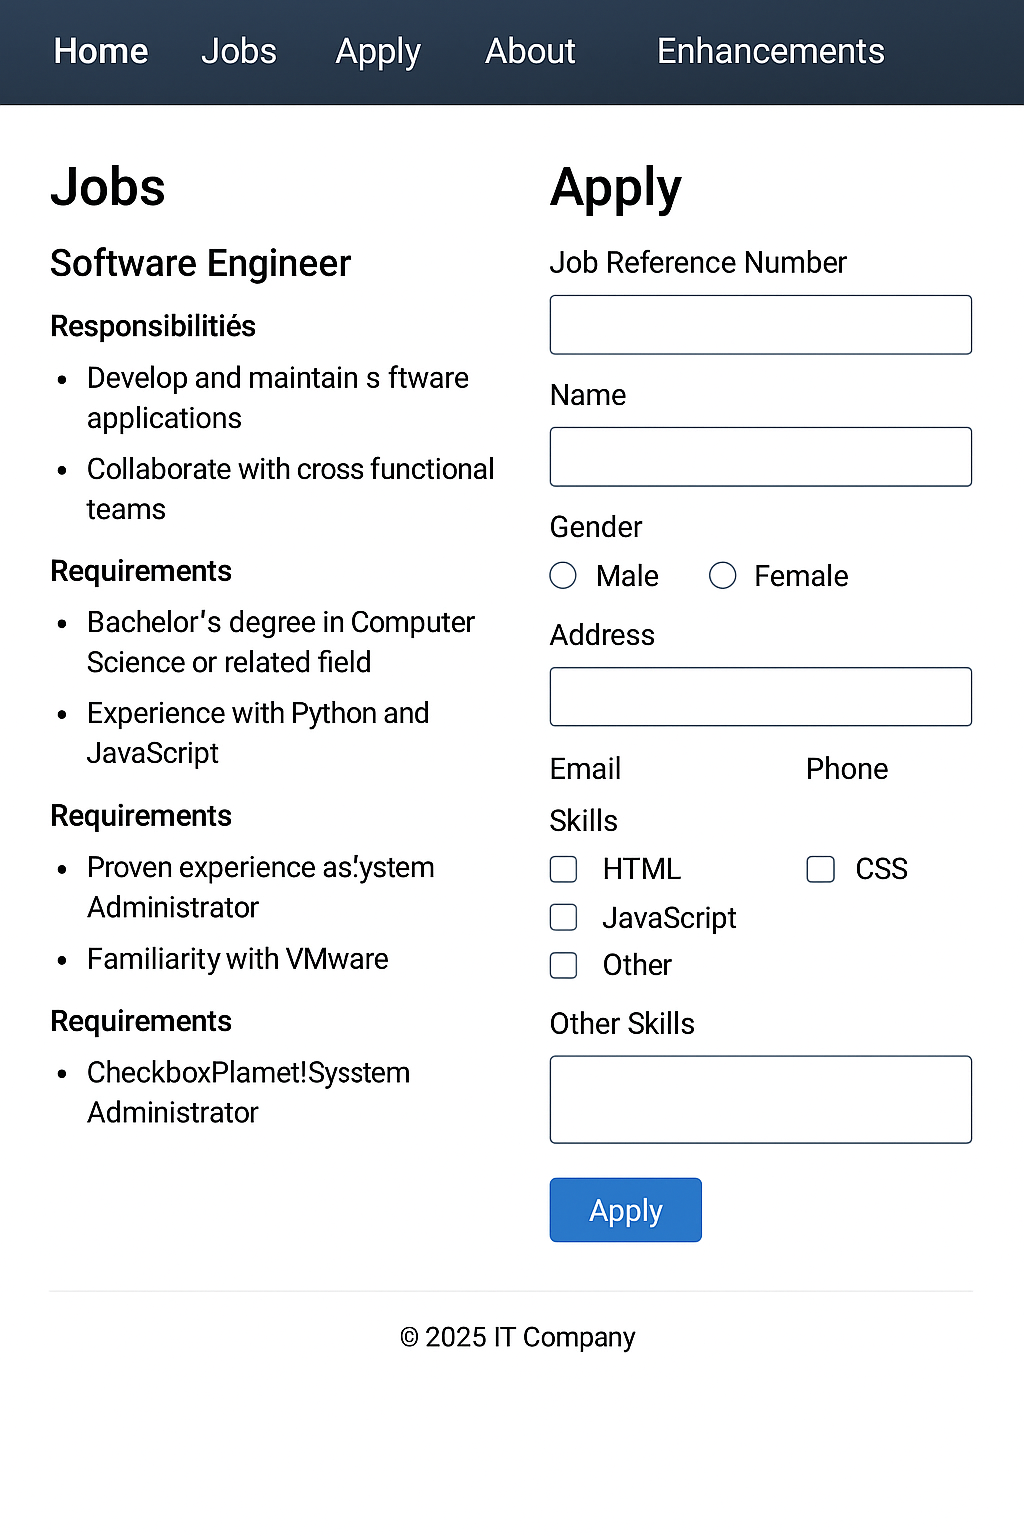 Home Jobs Apply About Enhancements
Jobs
Software Engineer
Responsibilitiés
• Develop and maintain s ftware
applications
• Collaborate with cross functional
teams
Requirements
• Bachelor's degree in Computer
Science or related field
• Experience with Python and
JavaScript
Requirements
• Proven experience as.'ystem
Administrator
• Familiarity with VMware
Requirements
• CheckboxPlamet!Sysstem
Administrator
Apply
Job Reference Number
Name
Gender
Male Female
Address
Email Phone
Skills
HTML CSS
JavaScript
Other
Other Skills
Apply
© 2025 IT Company